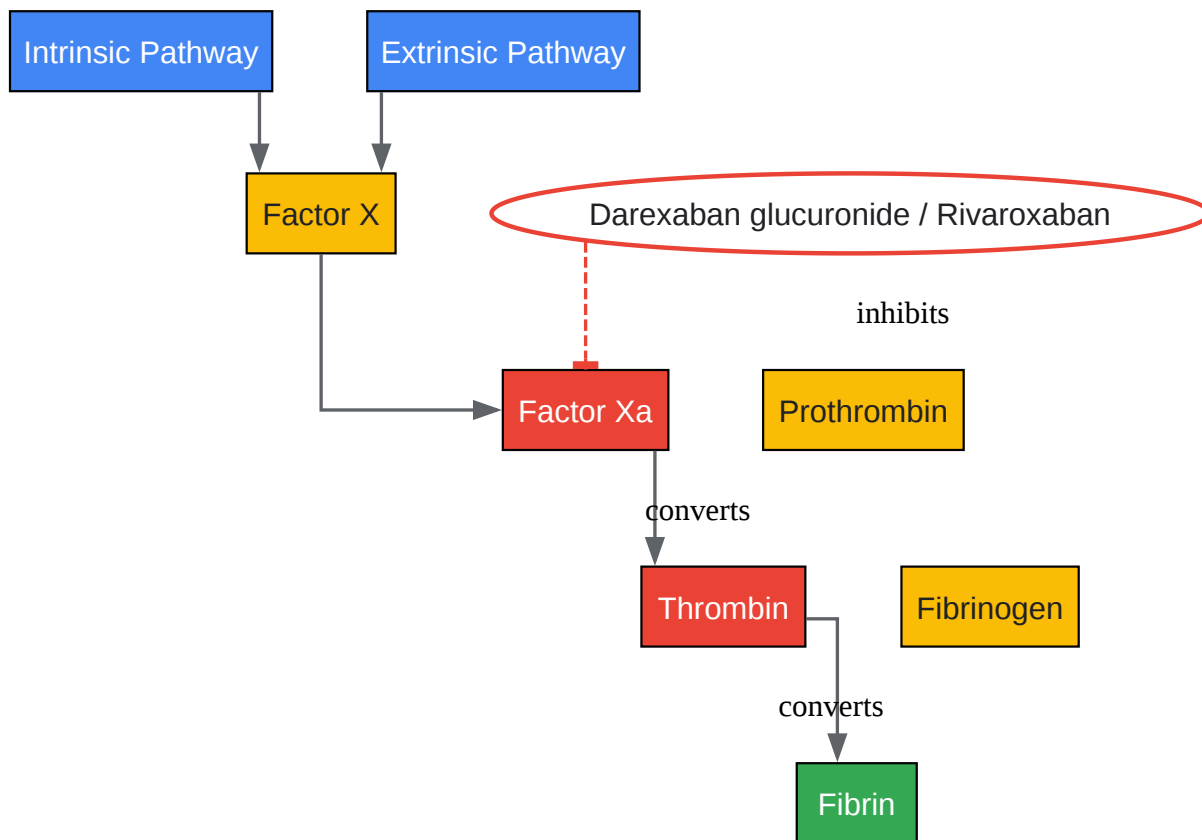 Intrinsic Pathway
Extrinsic Pathway
Factor X
Darexaban glucuronide / Rivaroxaban
inhibits
Factor Xa
Prothrombin
converts
Thrombin
Fibrinogen
converts
Fibrin